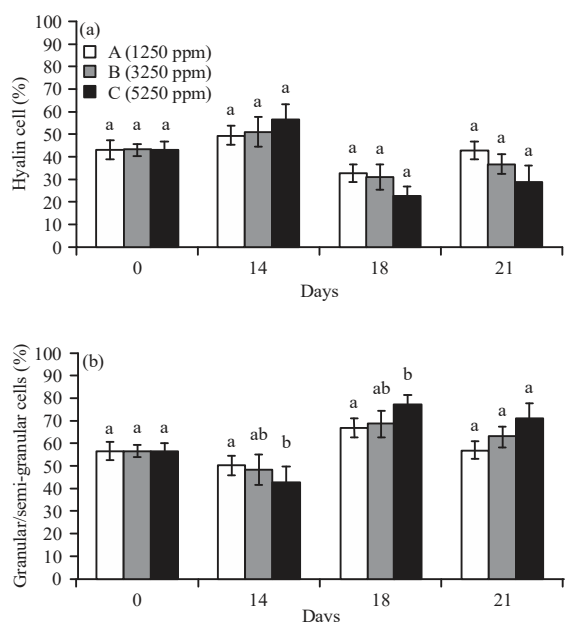 100
(a)
90
A (1250 ppm)
80
B (3250 ppm)
70
C (5250 ppm)
a a a
60
a a a
50
a a a
40
a a a
30
20
10
0
Hyalin cell (%)
0 14 18 21
Days
100
(b)
90
a ab b
80
a a a
70
a a a
60
a ab b
50
40
30
20
10
0
Granular/semi-granular cells (%)
0 14 18 21
Days